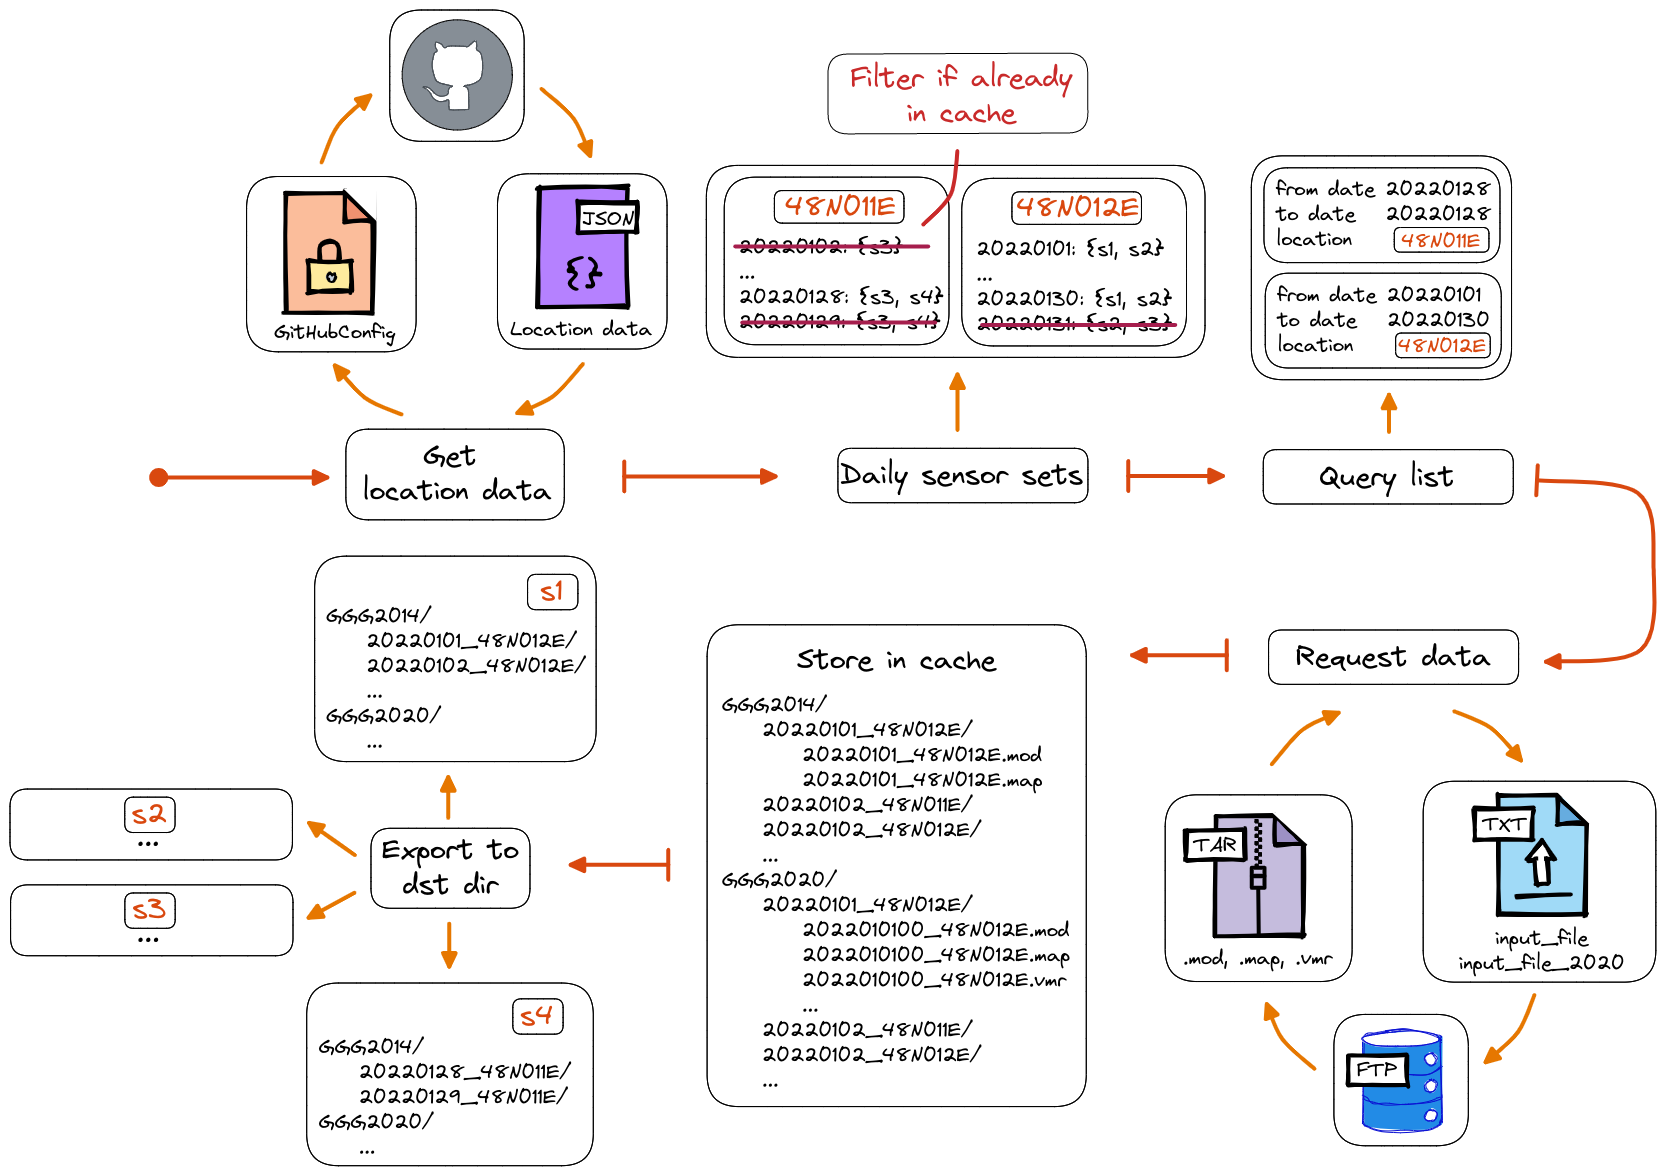 Filter if already
in cache
GitHubConfig
JSON
{}
Location data
48N011E
20220102: {s3}
...
20220128: {s3, s4}
20220129: {s3, s4}
48N012E
20220101: {s1, s2}
...
20220130: {s1, s2}
20220131: {s2, s3}
from date 20220128
to date 20220128
location 48N011E
from date 20220101
to date 20220130
location 48N012E
Get
location data
Daily sensor sets
Query list
s1
GGG2014/
20220101_48N012E/
20220102_48N012E/
...
GGG2020/
...
s2
...
s3
...
Export to
dst dir
s4
GGG2014/
20220128_48N011E/
20220129_48N011E/
GGG2020/
...
Store in cache
GGG2014/
20220101_48N012E/
20220101_48N012E.mod
20220101_48N012E.map
20220102_48N011E/
20220102_48N012E/
...
GGG2020/
20220101_48N012E/
2022010100_48N012E.mod
2022010100_48N012E.map
2022010100_48N012E.vmr
...
20220102_48N011E/
20220102_48N012E/
...
Request data
TAR
.mod, .map, .vmr
TXT
input_file
input_file_2020
FTP